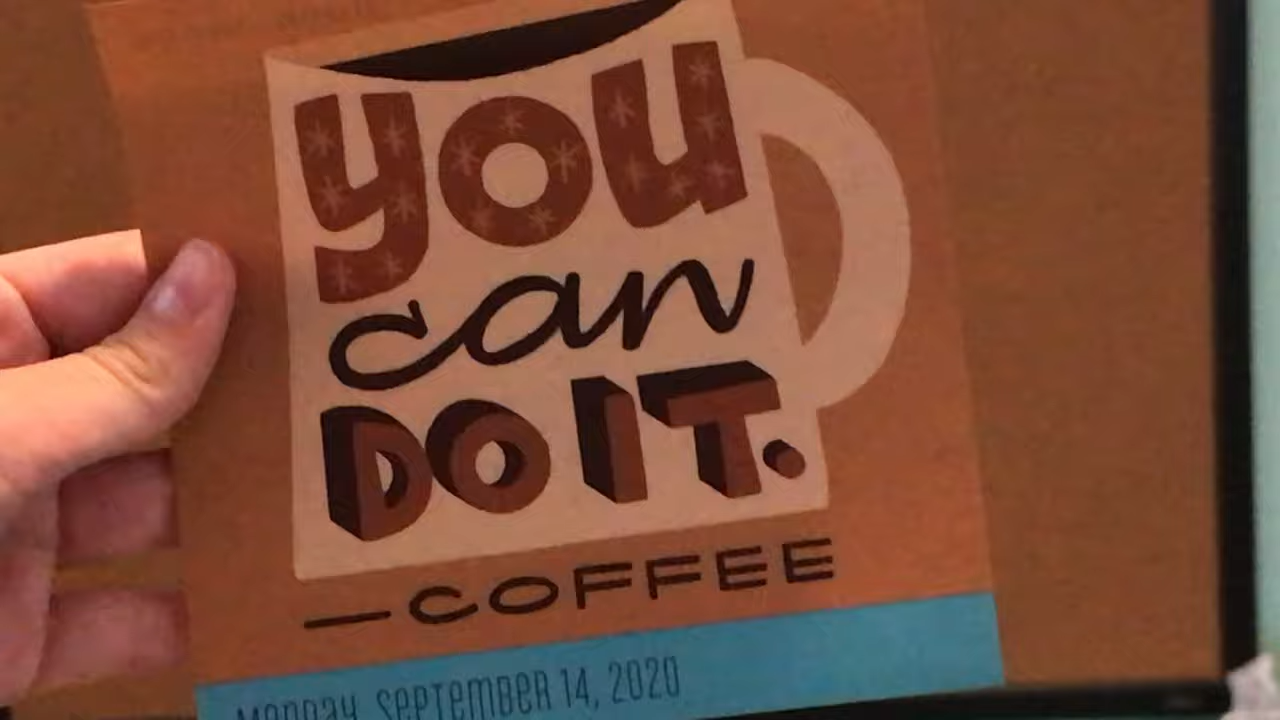 YOU
can
DO IT.
—COFFEE
MONDAY, SEPTEMBER 14, 2020